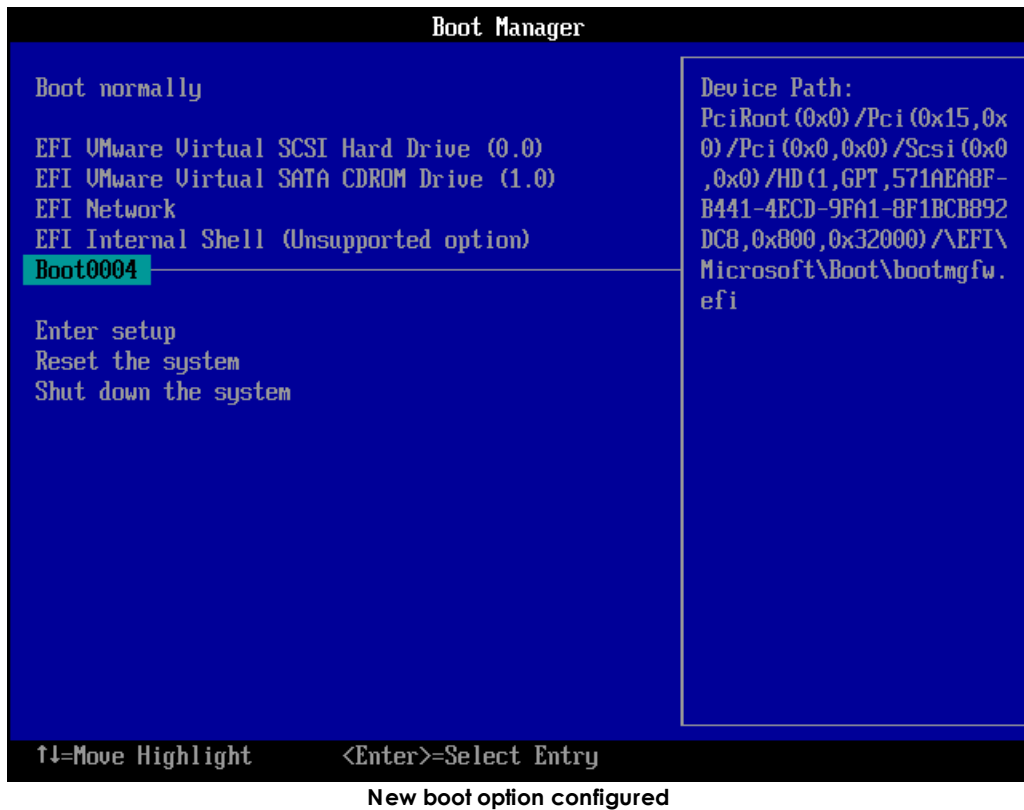 Boot Manager
Boot normally
EFI VMware Virtual SCSI Hard Drive (0.0)
EFI VMware Virtual SATA CDROM Drive (1.0)
EFI Network
EFI Internal Shell (Unsupported option)
Boot0004
Enter setup
Reset the system
Shut down the system
Device Path:
PciRoot(0x0)/Pci(0x15,0x
0)/Pci(0x0,0x0)/Scsi(0x0
,0x0)/HD(1,GPT,571AEA8F-
B441-4ECD-9FA1-8F1BCB892
DC8,0x800,0x32000)/\EFI\
Microsoft\Boot\bootmgfw.
efi
↑↓=Move Highlight <Enter>=Select Entry
New boot option configured